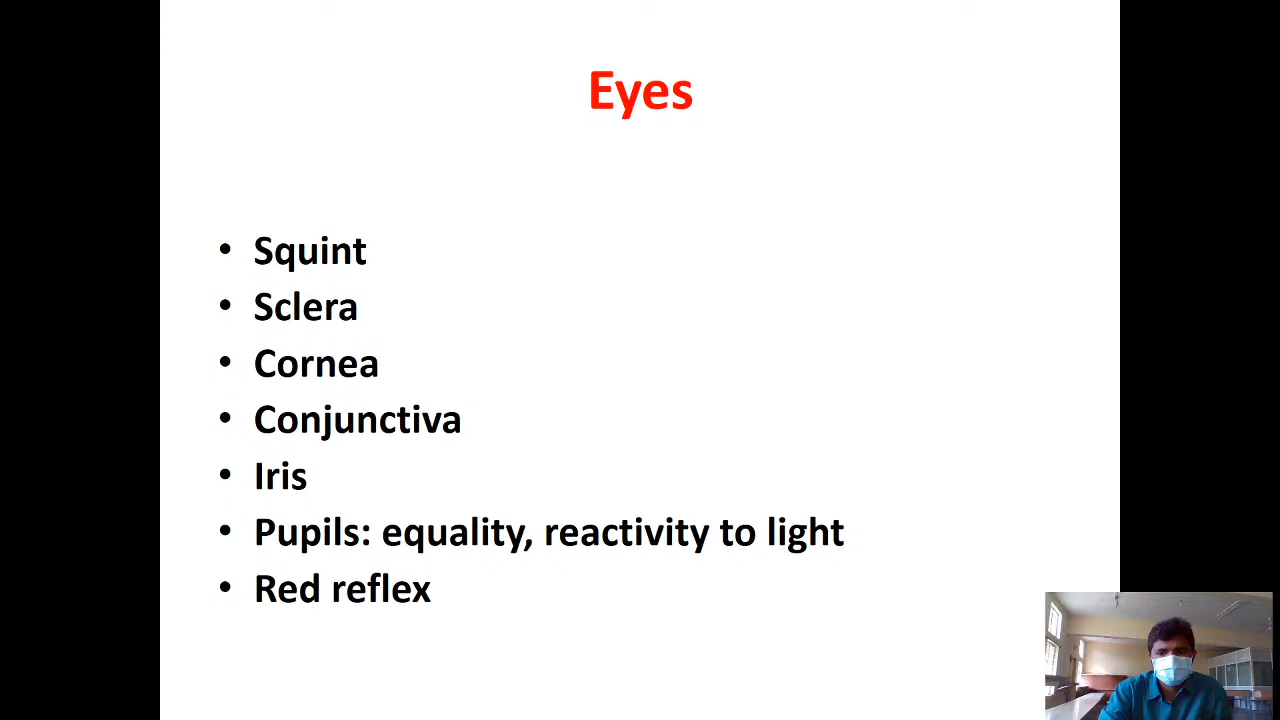 Eyes
• Squint
• Sclera
• Cornea
• Conjunctiva
• Iris
• Pupils: equality, reactivity to light
• Red reflex